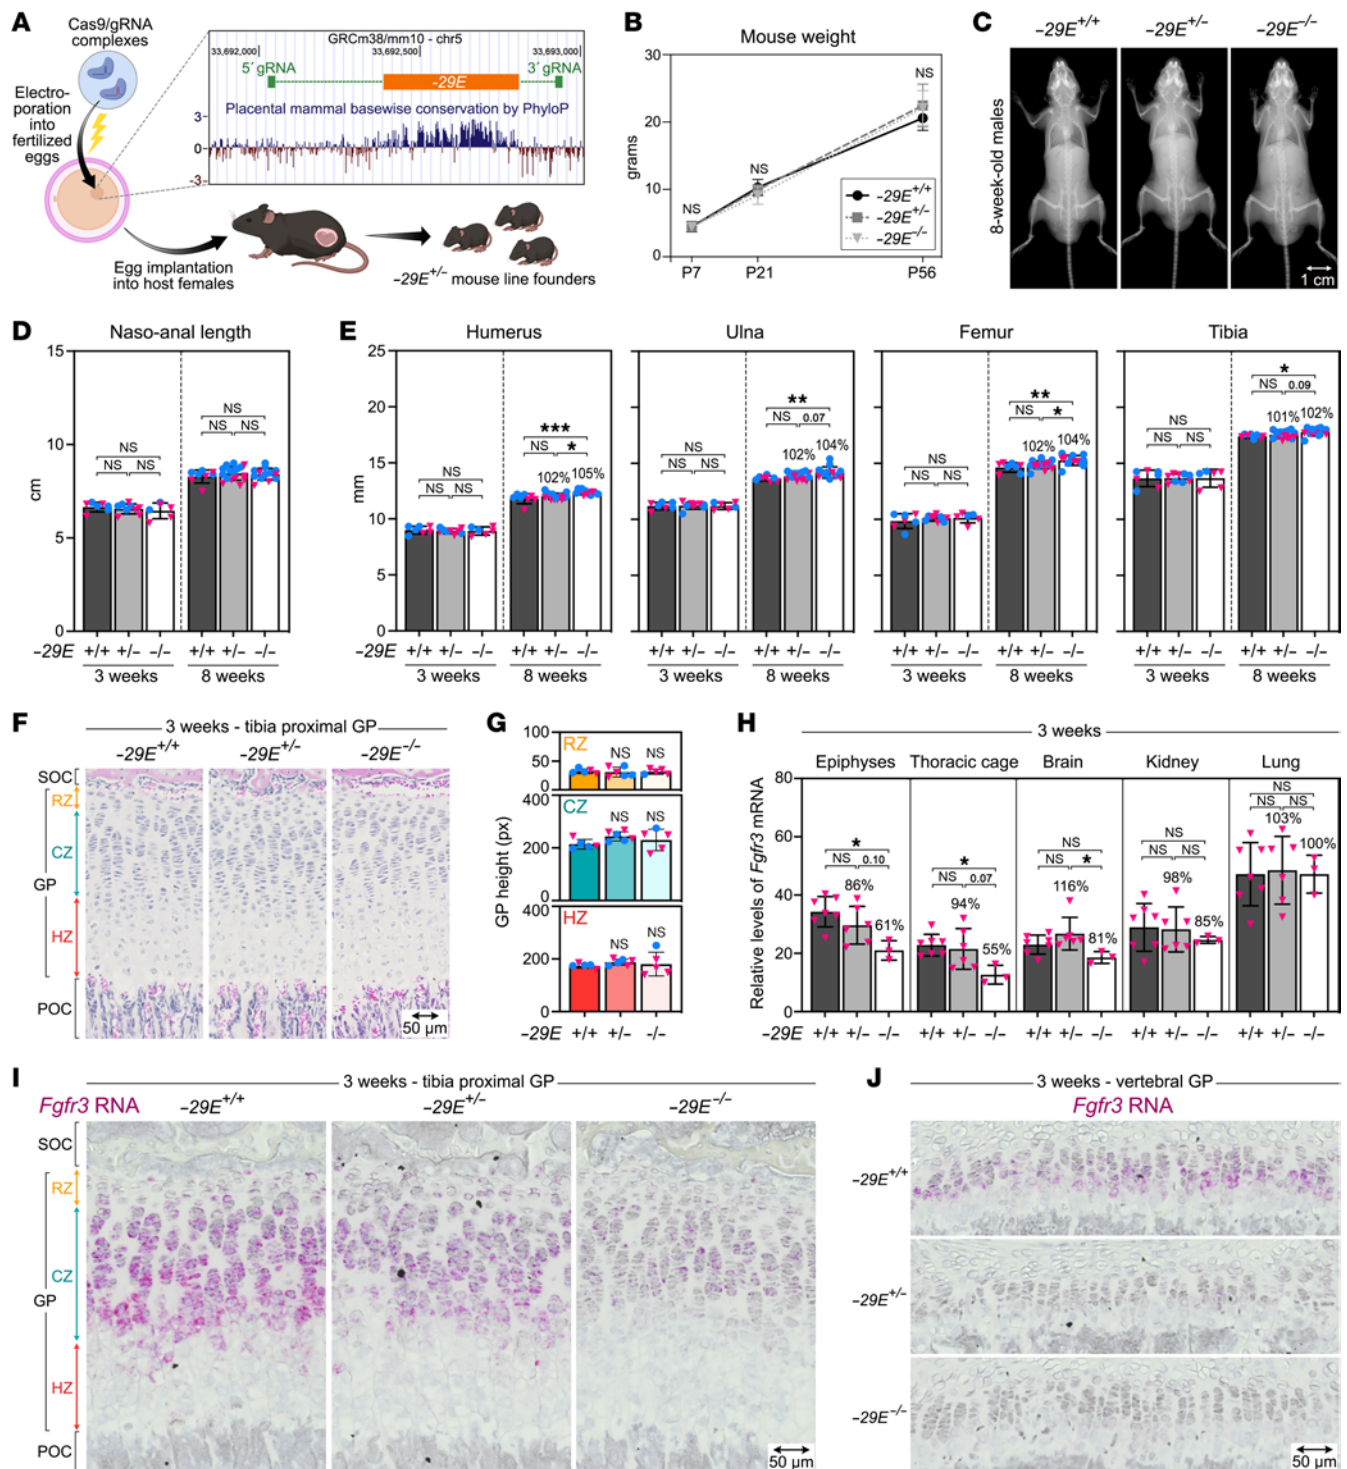 A
Cas9/gRNA
complexes
Electro-
poration
into
fertilized
eggs
GRCm38/mm10 - chr5
33,692,000 33,692,500 33,693,000
5´ gRNA 3´ gRNA
-29E
Placental mammal basewise conservation by PhyloP
3
0
-3
Egg implantation
into host females
-29E+/– mouse line founders
B
Mouse weight
grams
30
20
10
0
NS
NS
NS
-29E+/+
-29E+/–
-29E–/–
P7 P21 P56
C
-29E+/+ -29E+/– -29E–/–
8-week-old males
1 cm
D
Naso-anal length
cm
15
10
5
0
NS
NS NS
NS
NS NS
-29E +/+ +/– –/– +/+ +/– –/–
3 weeks 8 weeks
E
Humerus Ulna Femur Tibia
mm
25
20
15
10
5
0
NS
NS NS
***
NS *
102% 105%
NS
NS NS
**
NS 0.07
102% 104%
NS
NS NS
**
NS *
102% 104%
NS
NS NS
*
NS 0.09
101% 102%
-29E +/+ +/– –/– +/+ +/– –/– +/+ +/– –/– +/+ +/– –/– +/+ +/– –/– +/+ +/– –/– +/+ +/– –/– +/+ +/– –/–
3 weeks 8 weeks 3 weeks 8 weeks 3 weeks 8 weeks 3 weeks 8 weeks
F
3 weeks - tibia proximal GP
-29E+/+ -29E+/– -29E–/–
SOC
RZ
CZ
GP
HZ
POC
50 µm
G
GP height (px)
100
50
0
RZ
NS NS
400
200
0
CZ
NS NS
400
200
0
HZ
NS NS
-29E +/+ +/– –/–
H
3 weeks
Epiphyses Thoracic cage Brain Kidney Lung
Relative levels of Fgfr3 mRNA
80
60
40
20
0
*
NS 0.10
86%
61%
*
NS 0.07
94%
55%
NS
NS *
116%
81%
NS
NS NS
98%
85%
NS
NS NS
103%
100%
-29E +/+ +/– –/– +/+ +/– –/– +/+ +/– –/– +/+ +/– –/– +/+ +/– –/–
I
3 weeks - tibia proximal GP
Fgfr3 RNA -29E+/+ -29E+/– -29E–/–
SOC
RZ
CZ
GP
HZ
POC
50 µm
J
3 weeks - vertebral GP
Fgfr3 RNA
-29E+/+
-29E+/–
-29E–/–
50 µm